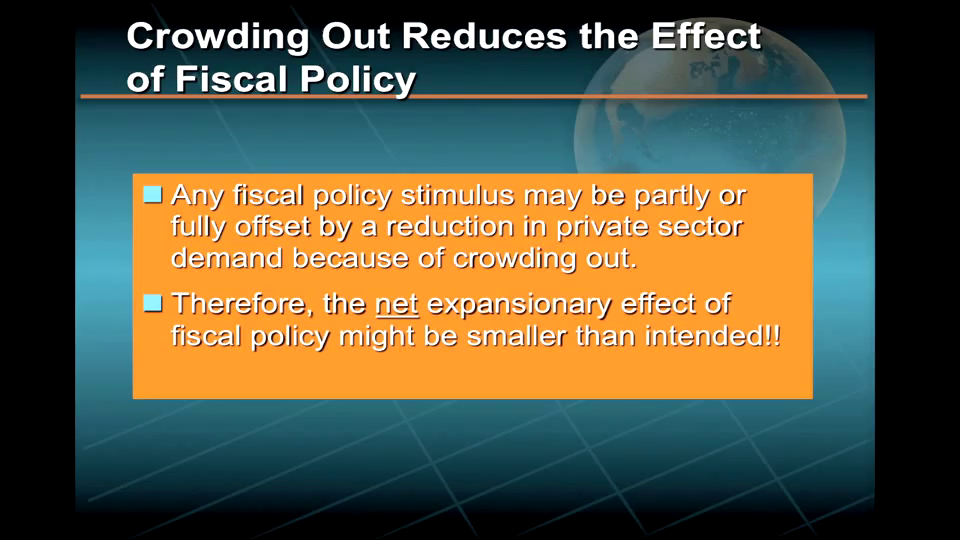 Crowding Out Reduces the Effect
of Fiscal Policy
Any fiscal policy stimulus may be partly or
fully offset by a reduction in private sector
demand because of crowding out.
Therefore, the net expansionary effect of
fiscal policy might be smaller than intended!!